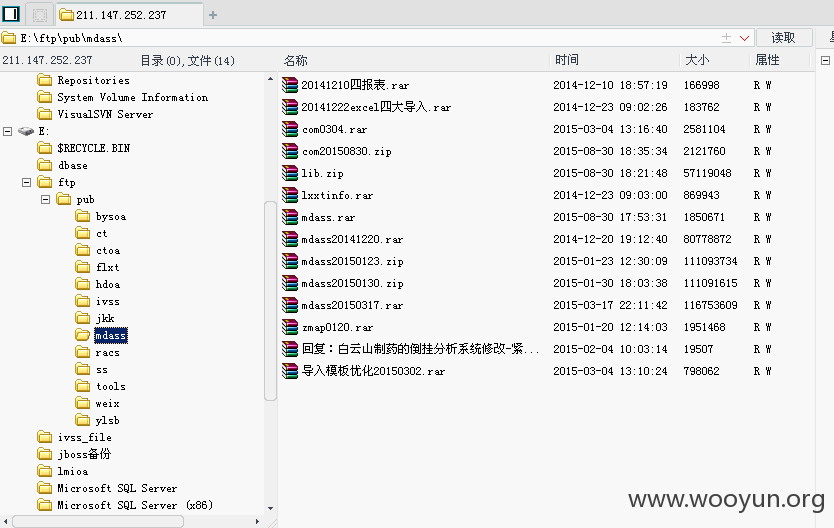 211.147.252.237
E:\ftp\pub\mdass\ 读取
211.147.252.237 目录(0),文件(14)
名称 时间 大小 属性
Repositories
System Volume Information
VisualSVN Server
E:
$RECYCLE.BIN
dbase
ftp
pub
bysoa
ct
ctoa
flxt
hdoa
ivss
jkk
mdass
racs
ss
tools
weix
ylsb
ivss_file
jboss备份
lmioa
Microsoft SQL Server
Microsoft SQL Server (x86)
20141210四报表.rar 2014-12-10 18:57:19 166998 R W
20141222excel四大导入.rar 2014-12-23 09:02:26 183762 R W
com0304.rar 2015-03-04 13:16:40 2581104 R W
com20150830.zip 2015-08-30 18:35:34 2121760 R W
lib.zip 2015-08-30 18:21:48 57119048 R W
lxxtinfo.rar 2014-12-23 09:03:00 869943 R W
mdass.rar 2015-08-30 17:53:31 1850671 R W
mdass20141220.rar 2014-12-20 19:12:40 80778872 R W
mdass20150123.zip 2015-01-23 12:30:09 111093734 R W
mdass20150130.zip 2015-01-30 18:03:38 111091615 R W
mdass20150317.rar 2015-03-17 22:11:42 116753609 R W
zmap0120.rar 2015-01-20 12:14:03 1951468 R W
回复：白云山制药的倒挂分析系统修改-紧... 2015-02-04 10:03:14 19507 R W
导入模板优化20150302.rar 2015-03-04 13:10:24 798062 R W
www.wooyun.org